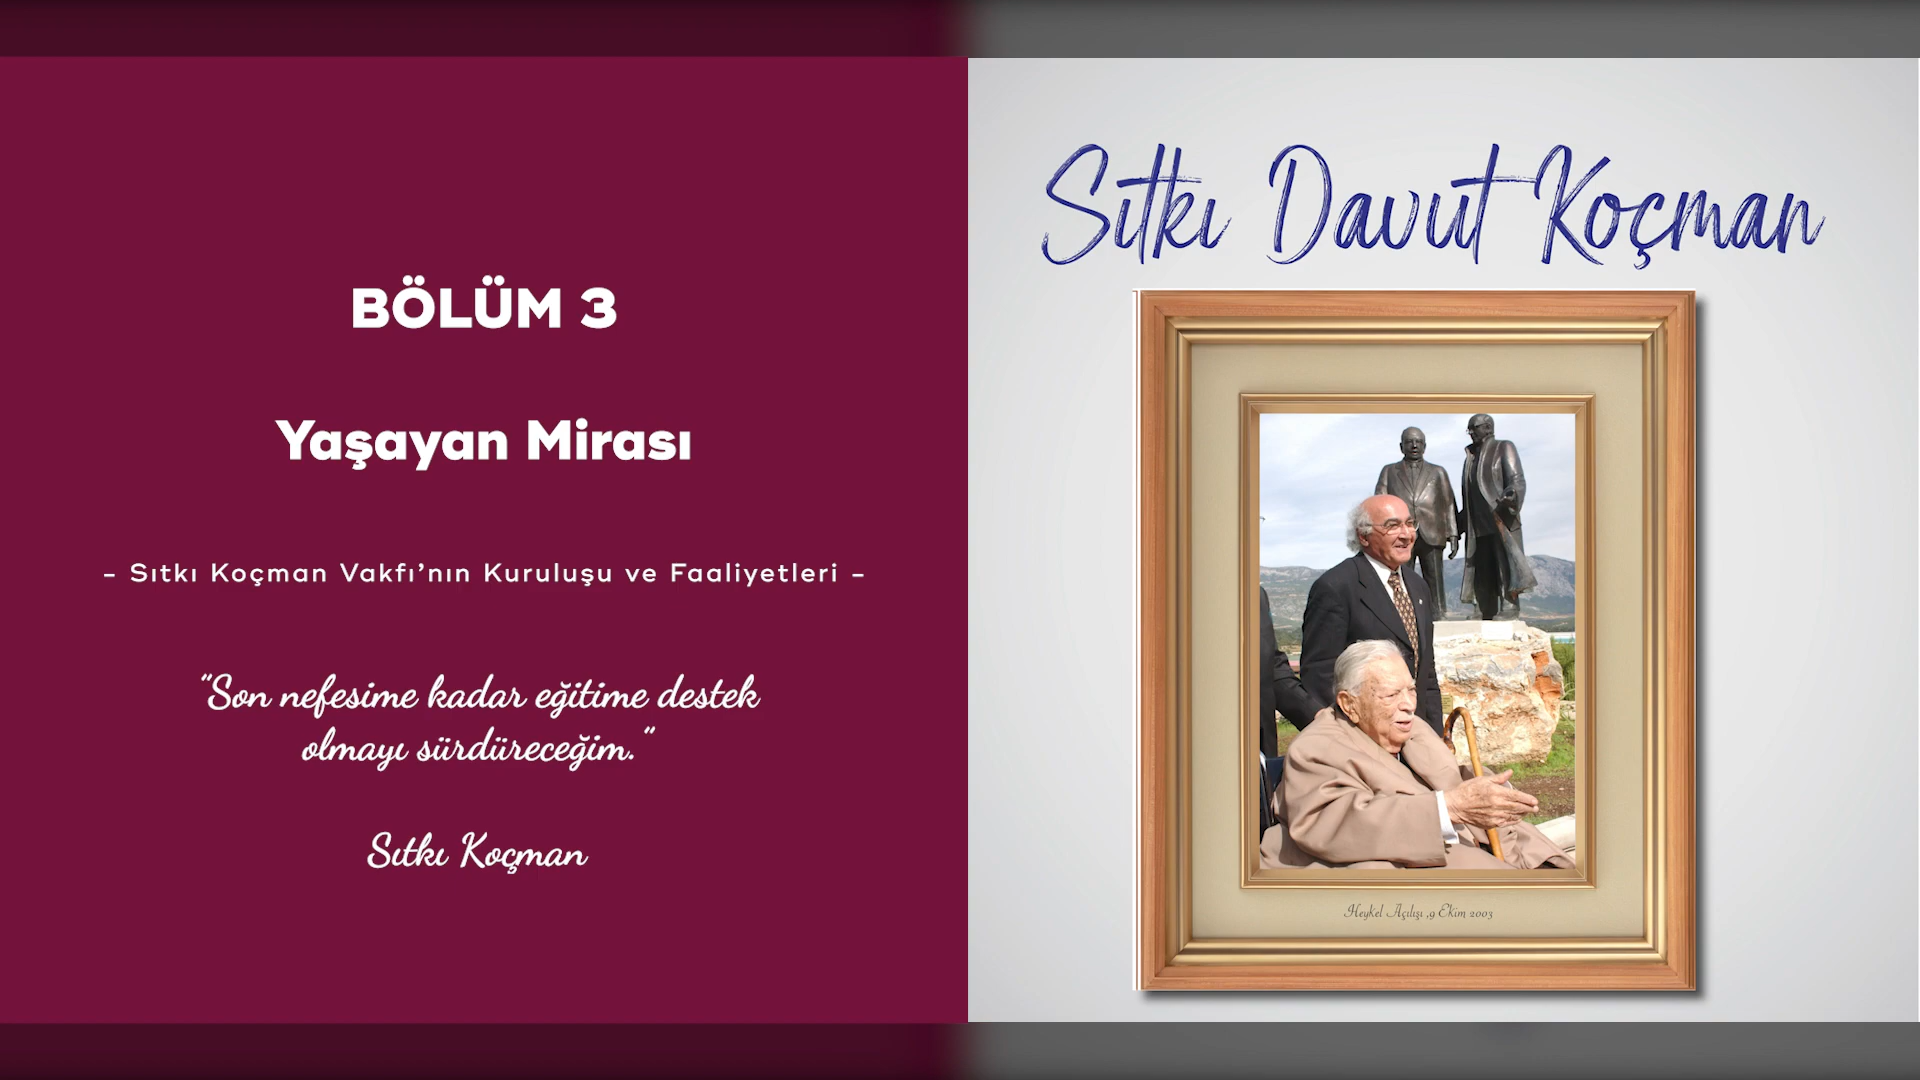 BÖLÜM 3
Yaşayan Mirası
– Sıtkı Koçman Vakfı’nın Kuruluşu ve Faaliyetleri –
“Son nefesime kadar eğitime destek
olmayı sürdüreceğim.”
Sıtkı Koçman
Sıtkı Davut Koçman
Heykel Açılışı ,9 Ekim 2003